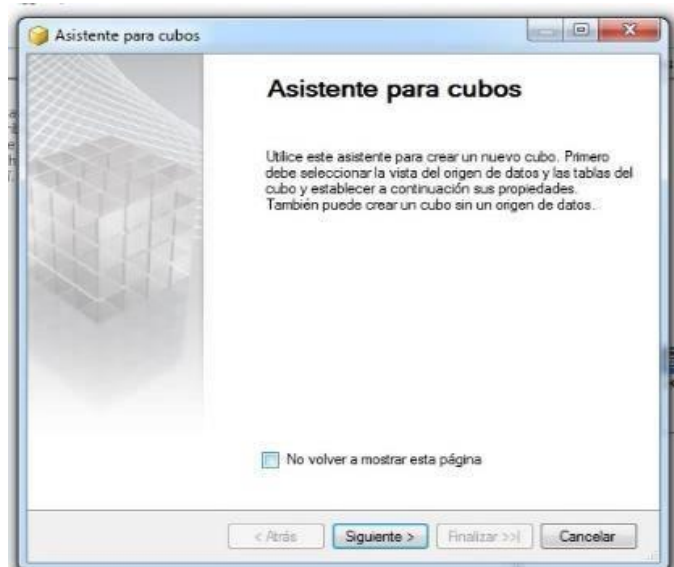 Asistente para cubos
Asistente para cubos
Utilice este asistente para crear un nuevo cubo. Primero
debe seleccionar la vista del origen de datos y las tablas del
cubo y establecer a continuación sus propiedades.
También puede crear un cubo sin un origen de datos.
No volver a mostrar esta página
< Atrás Siguiente > Finalizar >>| Cancelar